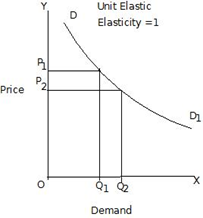 Y
D
Unit Elastic
Elasticity =1
P1
P2
Price
D1
O
Q1
Q2
X
Demand